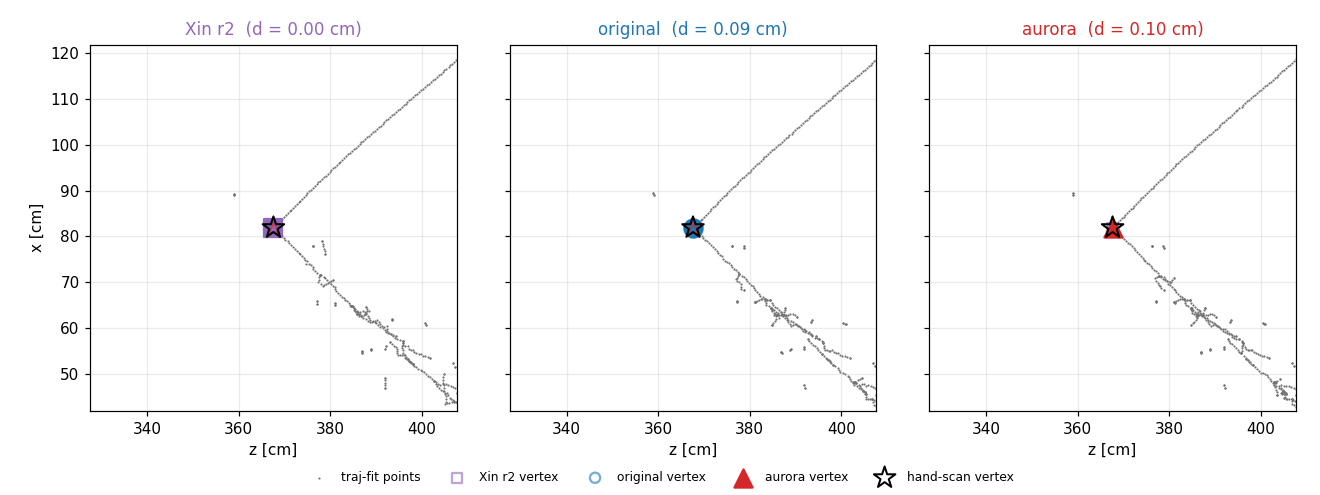 Xin r2 (d = 0.00 cm)
original (d = 0.09 cm)
aurora (d = 0.10 cm)
120
110
100
90
80
70
60
50
x [cm]
340 360 380 400
340 360 380 400
340 360 380 400
z [cm]
z [cm]
z [cm]
traj-fit points
Xin r2 vertex
original vertex
aurora vertex
hand-scan vertex